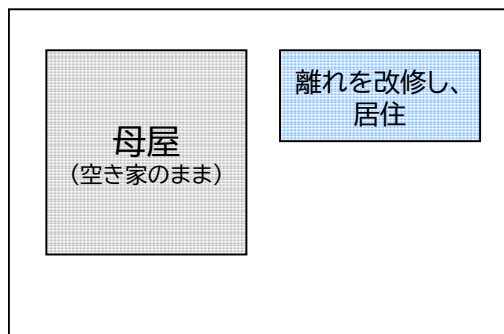 母屋
（空き家のまま）
離れを改修し、
居住